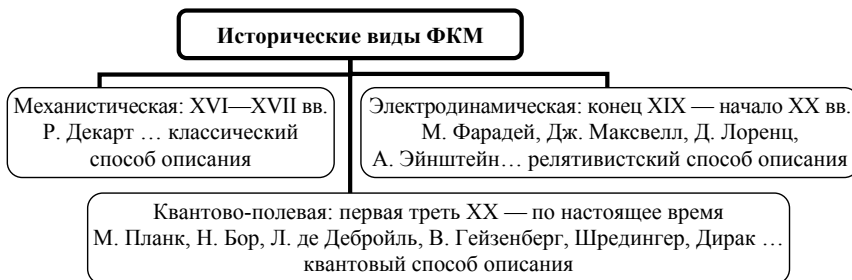 Исторические виды ФКМ
Механистическая: XVI—XVII вв.
Р. Декарт … классический
способ описания
Электродинамическая: конец XIX — начало XX вв.
М. Фарадей, Дж. Максвелл, Д. Лоренц,
А. Эйнштейн… релятивистский способ описания
Квантово-полевая: первая треть XX — по настоящее время
М. Планк, Н. Бор, Л. де Дебройль, В. Гейзенберг, Шредингер, Дирак …
квантовый способ описания